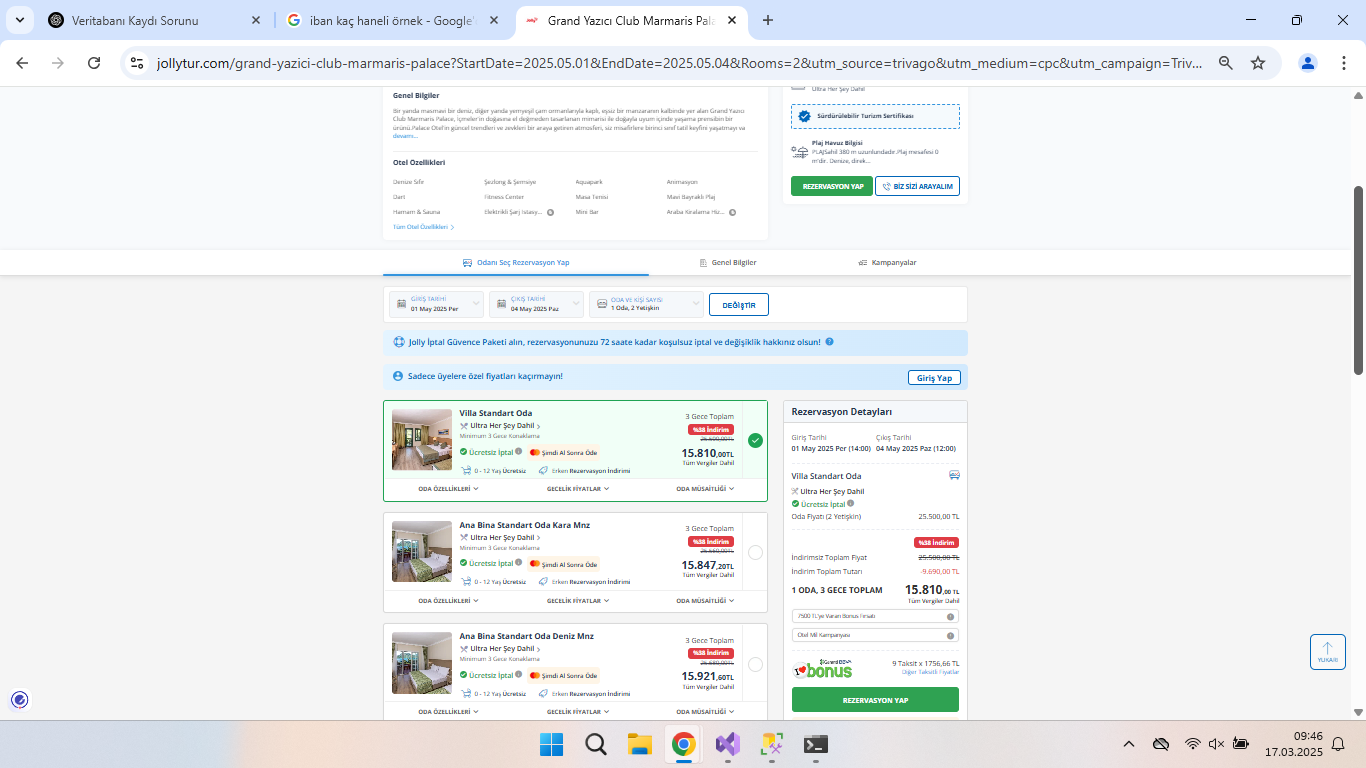 Veritabanı Kaydı Sorunu
iban kaç haneli örnek - Google'
Grand Yazıcı Club Marmaris Pala
jollytur.com/grand-yazici-club-marmaris-palace?StartDate=2025.05.01&EndDate=2025.05.04&Rooms=2&utm_source=trivago&utm_medium=cpc&utm_campaign=Triv...
Genel Bilgiler
Bir yanda masmavi bir deniz, diğer yanda yemyeşil çam ormanlarıyla kaplı, eşsiz bir manzaranın kalbinde yer alan Grand Yazıcı
Club Marmaris Palace, İçmeler'in doğasına el değmeden tasarlanan mimarisi ile doğayla uyum içinde yaşama prensibin bir
ürünü.Palace Otel'in güncel trendleri ve zevkleri bir araya getiren atmosferi, siz misafirlere birinci sınıf tatil keyfini yaşatmayı va
devamı...
Otel Özellikleri
Denize Sıfır
Şezlong & Şemsiye
Aquapark
Animasyon
Dart
Fitness Center
Masa Tenisi
Mavi Bayraklı Plaj
Hamam & Sauna
Elektrikli Şarj İstasy...
Mini Bar
Araba Kiralama Hiz...
Tüm Otel Özellikleri
Ultra Her Şey Dahil
Sürdürülebilir Turizm Sertifikası
Plaj Havuz Bilgisi
PLAJSahil 380 m uzunlundadır.Plaj mesafesi 0
m'dir. Denize, direk...
REZERVASYON YAP
BİZ SİZİ ARAYALIM
Odanı Seç Rezervasyon Yap
Genel Bilgiler
Kampanyalar
GİRİŞ TARİHİ
01 May 2025 Per
ÇIKIŞ TARİHİ
04 May 2025 Paz
ODA VE KİŞİ SAYISI
1 Oda, 2 Yetişkin
DEĞİŞTİR
Jolly İptal Güvence Paketi alın, rezervasyonunuzu 72 saate kadar koşulsuz iptal ve değişiklik hakkınız olsun!
Sadece üyelere özel fiyatları kaçırmayın!
Giriş Yap
Villa Standart Oda
Ultra Her Şey Dahil
Minimum 3 Gece Konaklama
Ücretsiz İptal
Şimdi Al Sonra Öde
0 - 12 Yaş Ücretsiz
Erken Rezervasyon İndirimi
3 Gece Toplam
%38 İndirim
25.500,00TL
15.810,00TL
Tüm Vergiler Dahil
ODA ÖZELLİKLERİ
GECELİK FİYATLAR
ODA MÜSAİTLİĞİ
Ana Bina Standart Oda Kara Mnz
Ultra Her Şey Dahil
Minimum 3 Gece Konaklama
Ücretsiz İptal
Şimdi Al Sonra Öde
0 - 12 Yaş Ücretsiz
Erken Rezervasyon İndirimi
3 Gece Toplam
%38 İndirim
15.847,20TL
Tüm Vergiler Dahil
ODA ÖZELLİKLERİ
GECELİK FİYATLAR
ODA MÜSAİTLİĞİ
Ana Bina Standart Oda Deniz Mnz
Ultra Her Şey Dahil
Minimum 3 Gece Konaklama
Ücretsiz İptal
Şimdi Al Sonra Öde
0 - 12 Yaş Ücretsiz
Erken Rezervasyon İndirimi
3 Gece Toplam
%38 İndirim
15.921,60TL
Tüm Vergiler Dahil
ODA ÖZELLİKLERİ
GECELİK FİYATLAR
ODA MÜSAİTLİĞİ
Rezervasyon Detayları
Giriş Tarihi
Çıkış Tarihi
01 May 2025 Per (14:00)
04 May 2025 Paz (12:00)
Villa Standart Oda
Ultra Her Şey Dahil
Ücretsiz İptal
Oda Fiyatı (2 Yetişkin)
25.500,00 TL
%38 İndirim
İndirimsiz Toplam Fiyat
25.500,00 TL
İndirim Toplam Tutarı
-9.690,00 TL
1 ODA, 3 GECE TOPLAM
15.810,00 TL
Tüm Vergiler Dahil
7500 TL'ye Varan Bonus Fırsatı
Otel Mil Kampanyası
Garanti BBVA
bonus
9 Taksit x 1756,66 TL
Diğer Taksitli Fiyatlar
REZERVASYON YAP
YUKARI
09:46
17.03.2025